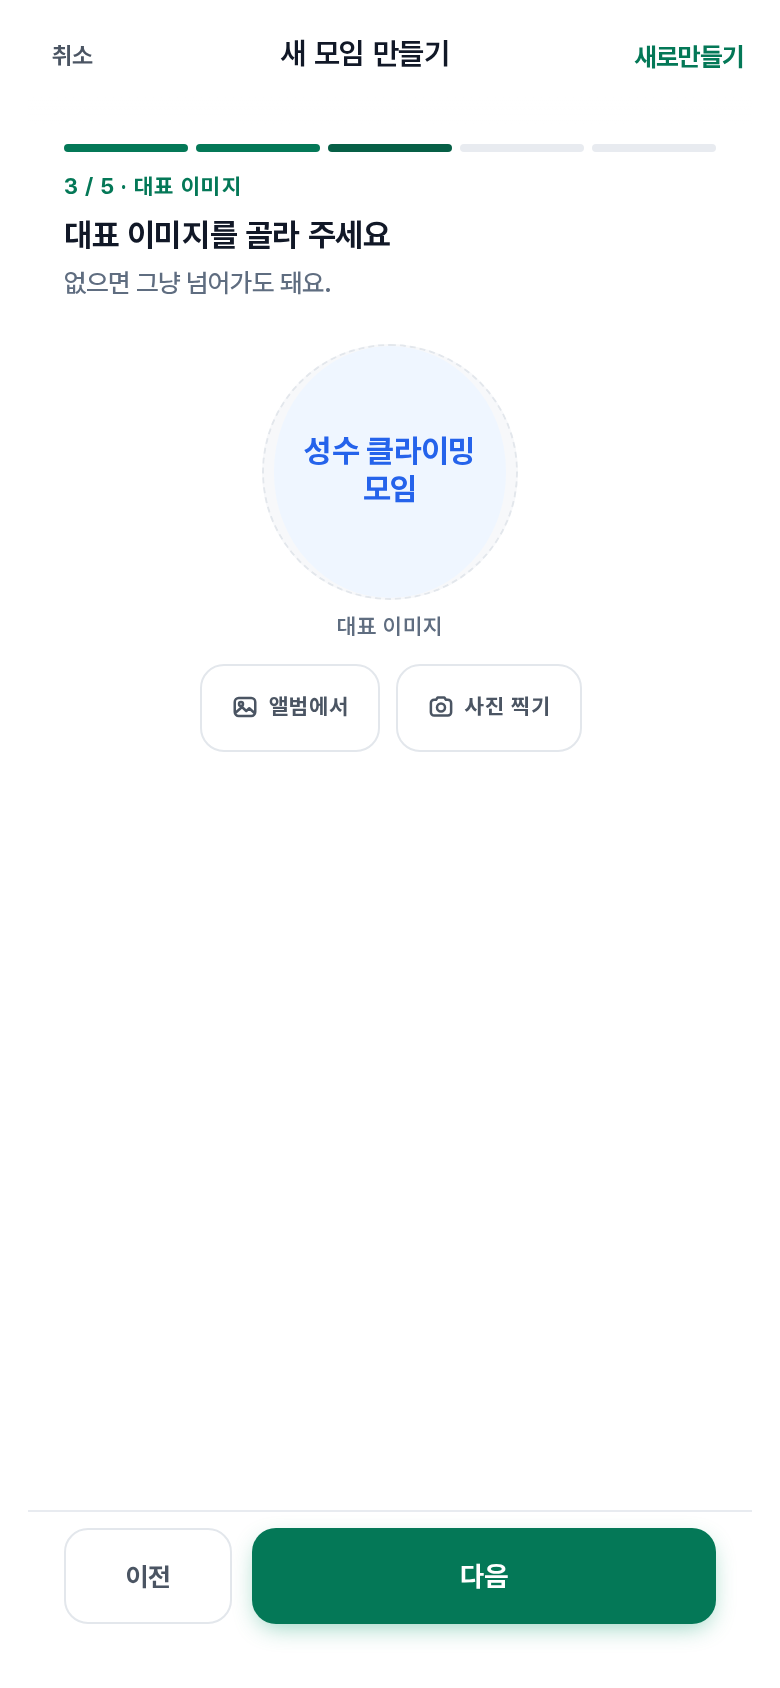 취소
새 모임 만들기
새로만들기
3 / 5 · 대표 이미지
대표 이미지를 골라 주세요
없으면 그냥 넘어가도 돼요.
성수 클라이밍
모임
대표 이미지
앨범에서
사진 찍기
이전
다음